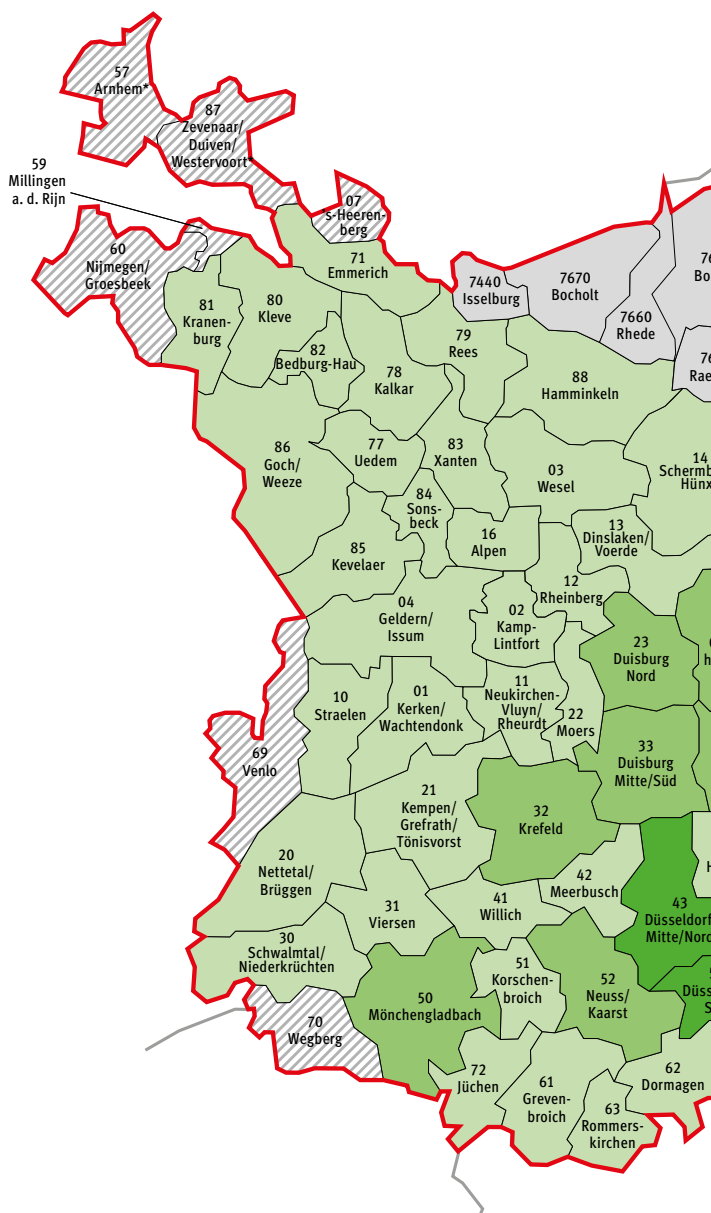 57
Arnhem*
87
Zevenaar/
Duiven/
Westervoort*
59
Millingen
a. d. Rijn
07
's-Heeren-
berg
60
Nijmegen/
Groesbeek
71
Emmerich
7440
Isselburg
7670
Bocholt
7660
Rhede
81
Kranen-
burg
80
Kleve
82
Bedburg-Hau
79
Rees
78
Kalkar
88
Hamminkeln
86
Goch/
Weeze
77
Uedem
83
Xanten
03
Wesel
14
84
Sons-
beck
16
Alpen
13
Dinslaken/
Voerde
85
Kevelaer
12
Rheinberg
04
Geldern/
Issum
02
Kamp-
Lintfort
23
Duisburg
Nord
10
Straelen
01
Kerken/
Wachtendonk
11
Neukirchen-
Vluyn/
Rheurdt
22
Moers
69
Venlo
33
Duisburg
Mitte/Süd
21
Kempen/
Grefrath/
Tönisvorst
32
Krefeld
20
Nettetal/
Brüggen
42
Meerbusch
31
Viersen
41
Willich
43
Düsseldorf
Mitte/Nord
30
Schwalmtal/
Niederkrüchten
51
Korschen-
broich
52
Neuss/
Kaarst
50
Mönchengladbach
70
Wegberg
72
Jüchen
61
Greven-
broich
62
Dormagen
63
Rommers-
kirchen